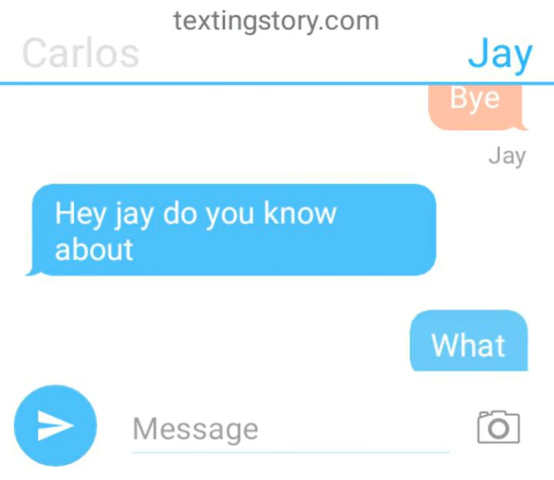 textingstory.com
Carlos
Jay
Bye
Jay
Hey jay do you know
about
What
Message